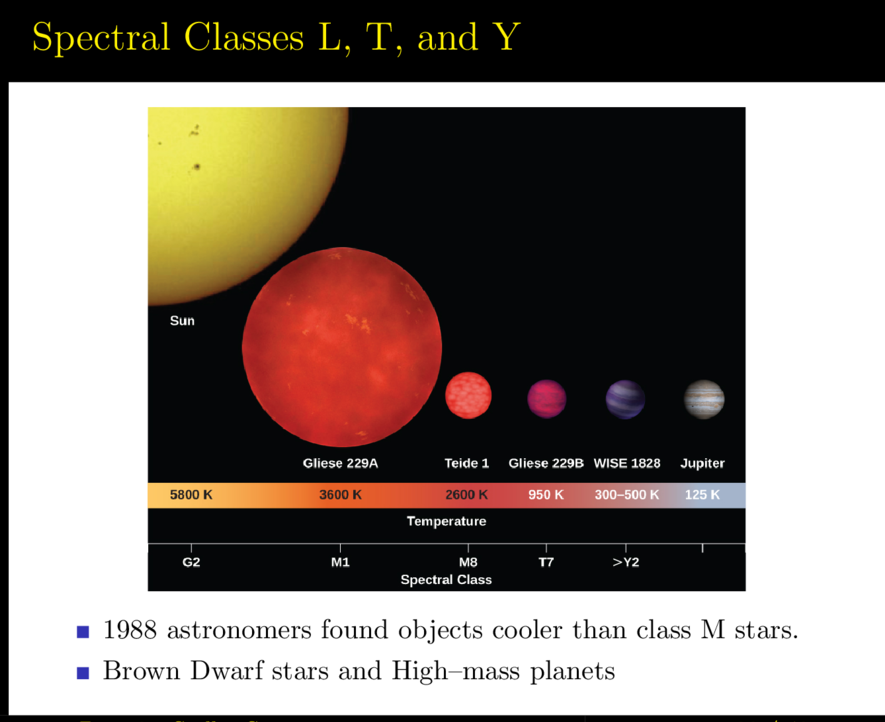 Spectral Classes L, T, and Y
Sun
Gliese 229A Teide 1 Gliese 229B WISE 1828 Jupiter
5800 K 3600 K 2600 K 950 K 300–500 K 125 K
Temperature
G2 M1 M8 T7 >Y2
Spectral Class
1988 astronomers found objects cooler than class M stars.
Brown Dwarf stars and High–mass planets